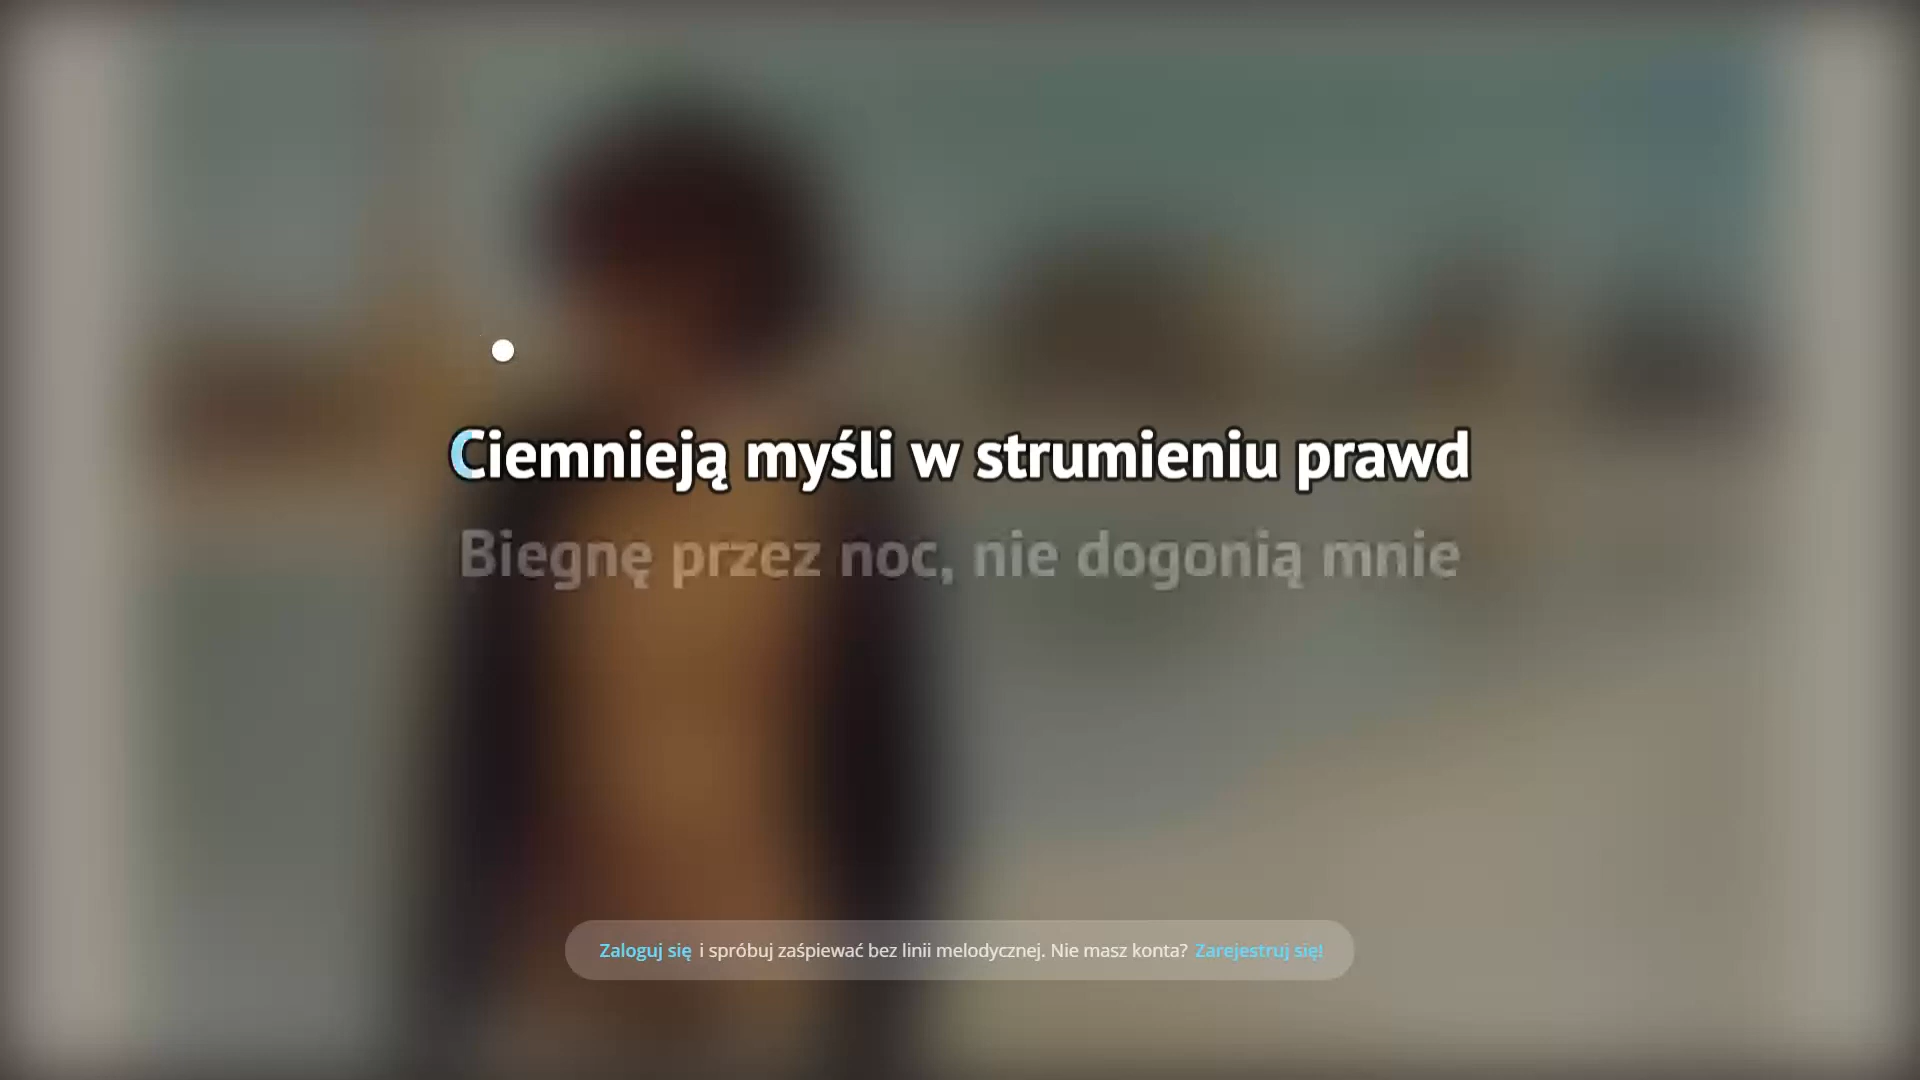 Ciemnieją myśli w strumieniu prawd
Biegnę przez noc, nie dogonią mnie
Zaloguj się i spróbuj zaśpiewać bez linii melodycznej. Nie masz konta? Zarejestruj się!